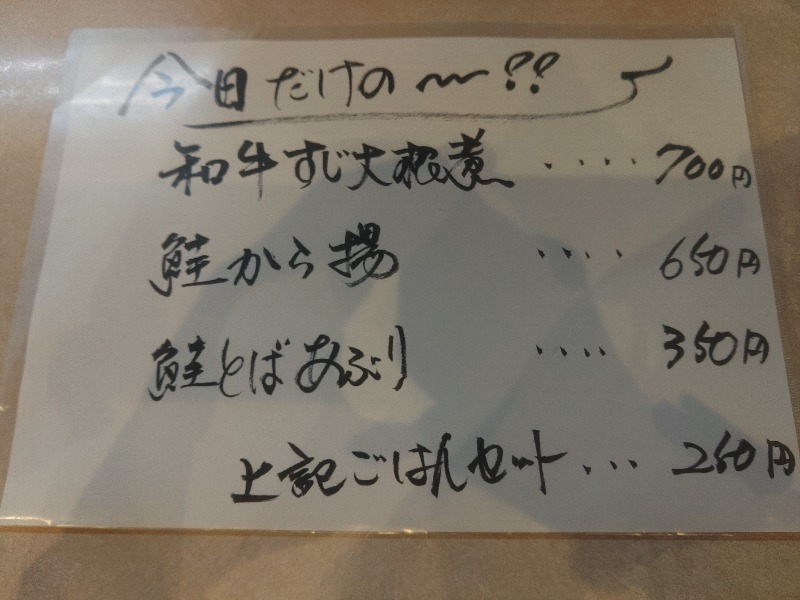 今日だけの〜??
和牛すじ大根煮 ‥‥ 700円
鮭から揚 ‥‥ 650円
鮭とばあぶり ‥‥ 350円
上記ごはんセット ... 250円